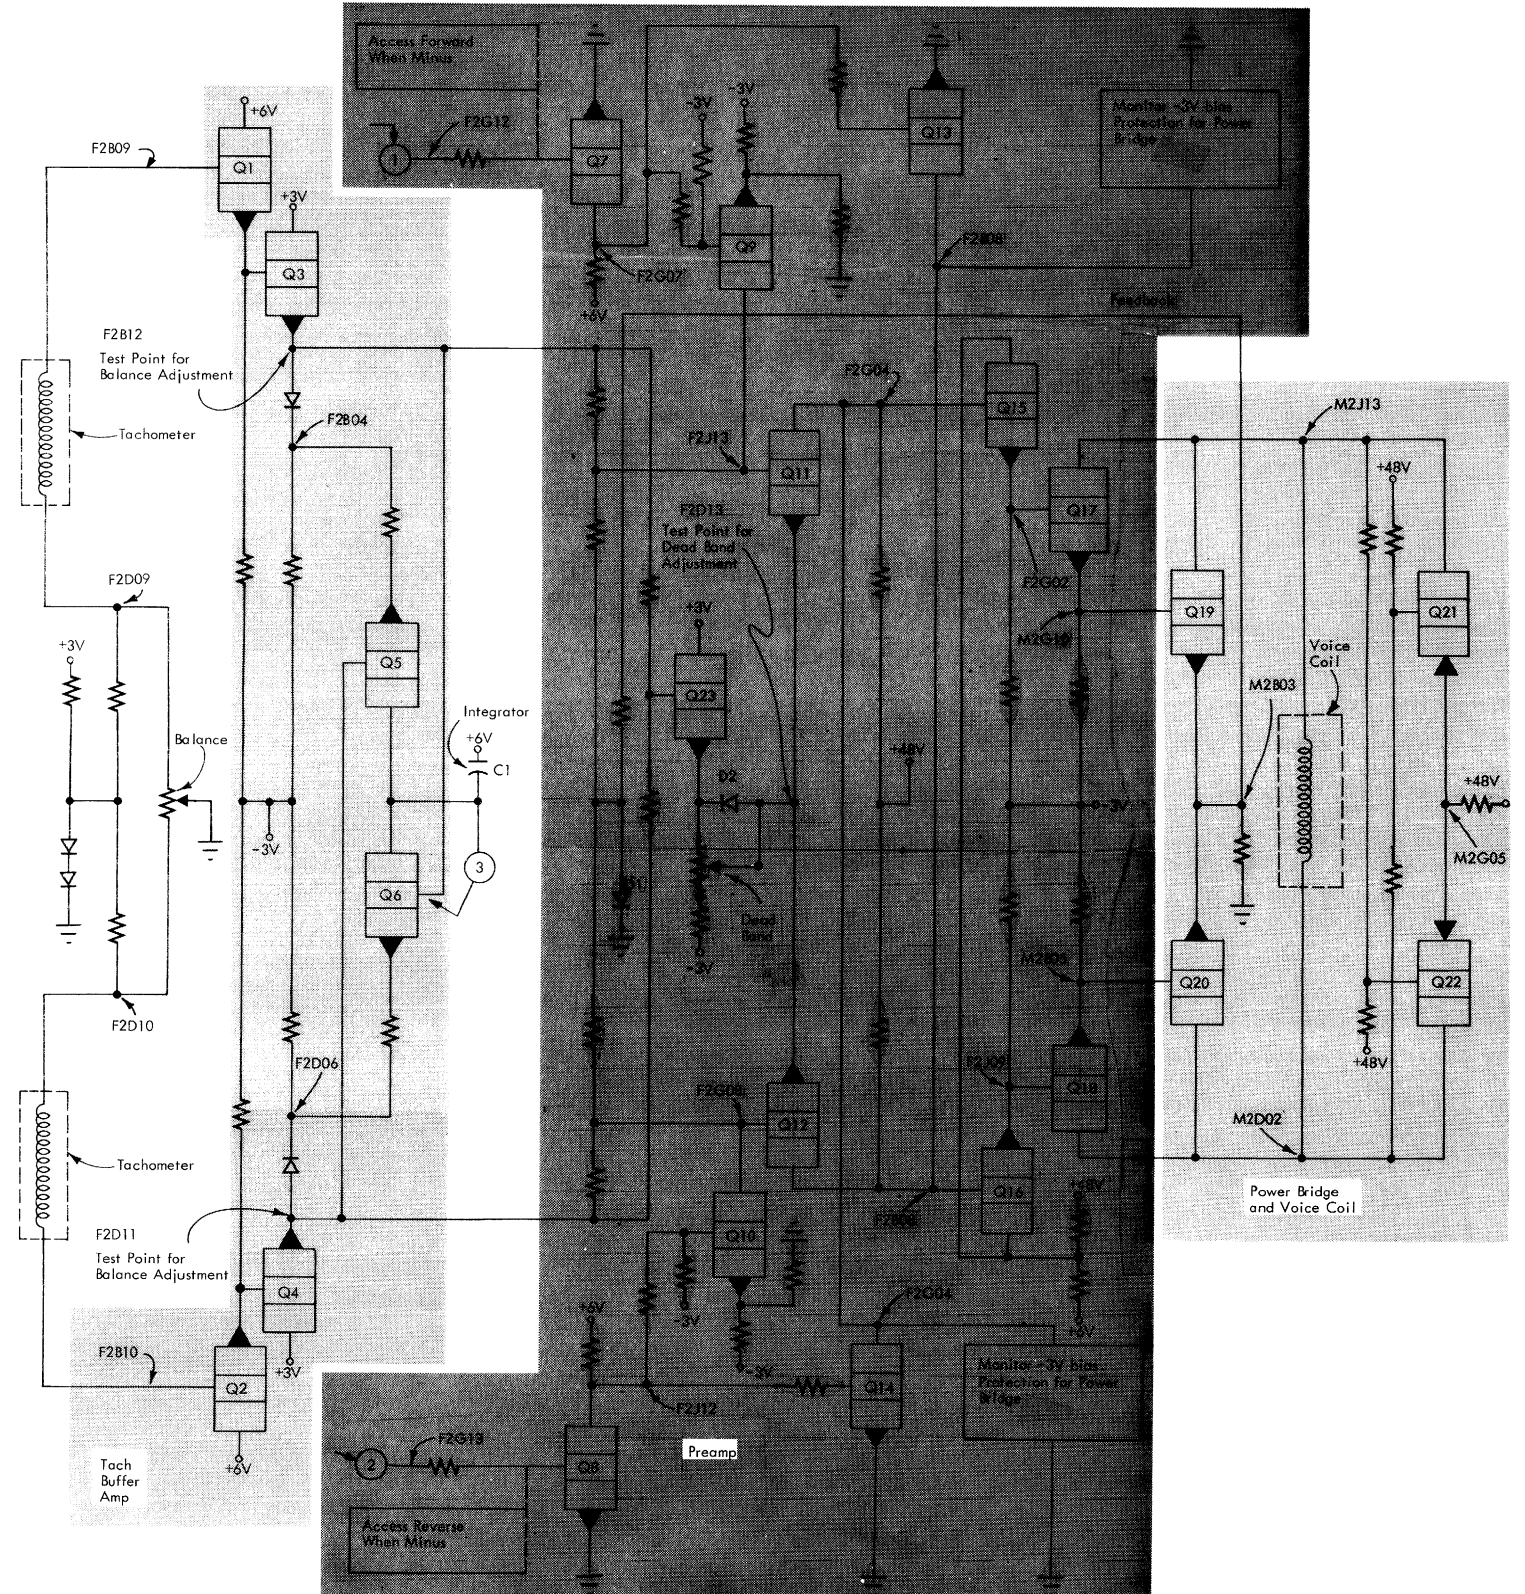 Access Forward
When Minus
+6V
F2B09
Q1
F2G12
1
Q7
-3V
-3V
Q13
Monitor -3V bias
Protection for Power
Bridge
+3V
Q3
Q9
F2B08
F2G07
+6V
Feedback
F2B12
Test Point for
Balance Adjustment
F2B04
Tachometer
F2G04
Q15
M2J13
F2J13
Q11
+48V
Q17
F2D13
Test Point for
Dead Band
Adjustment
F2G02
F2D09
+3V
Q5
+3V
Q23
M2G10
Q19
Q21
Voice
Coil
M2B03
Integrator
+6V
C1
Balance
+48V
D2
-3V
+48V
-3V
M2G05
3
Q6
Dead
Band
-3V
M2B05
Q20
Q22
F2D10
F2D06
F2J09
Q18
+48V
Q12
M2D02
Tachometer
Q16
+48V
Power Bridge
and Voice Coil
F2D11
Test Point for
Balance Adjustment
Q10
Q4
-3V
F2G04
+6V
+6V
F2B10
Q2
+3V
-3V
Q14
Monitor -3V bias
Protection for Power
Bridge
F2J12
F2G13
2
Q8
Preamp
+6V
Tach
Buffer
Amp
Access Reverse
When Minus